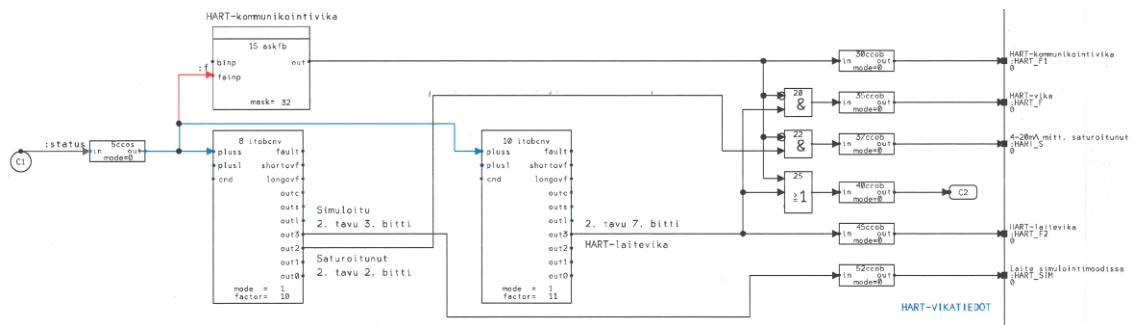 HART-kommunikointivika
15 askfb
binp
out
:f
fainp
mask= 32
30ccob
in out
mode=0
HART-kommunikointivika
:HART_F1
0
20
&
35ccob
in out
mode=0
HART-vika
:HART_F
0
C1
:status
5ccos
in out
mode=0
8 itobcnv
pluss
fault
plusl
shortovf
cnd
longovf
outc
outs
outl
out3
out2
out1
out0
mode = 1
factor= 10
Simuloitu
2. tavu 3. bitti
Saturoitunut
2. tavu 2. bitti
10 itobcnv
pluss
fault
plusl
shortovf
cnd
longovf
outc
outs
outl
out3
out2
out1
out0
mode = 1
factor= 11
2. tavu 7. bitti
HART-laitevika
22
&
37ccob
in out
mode=0
4-20mA mitt. saturoitunut
:HART_S
0
25
≥1
40ccob
in out
mode=0
C2
45ccob
in out
mode=0
HART-laitevika
:HART_F2
0
52ccob
in out
mode=0
Laite simulointimoodissa
:HART_SIM
0
HART-VIKATIEDOT